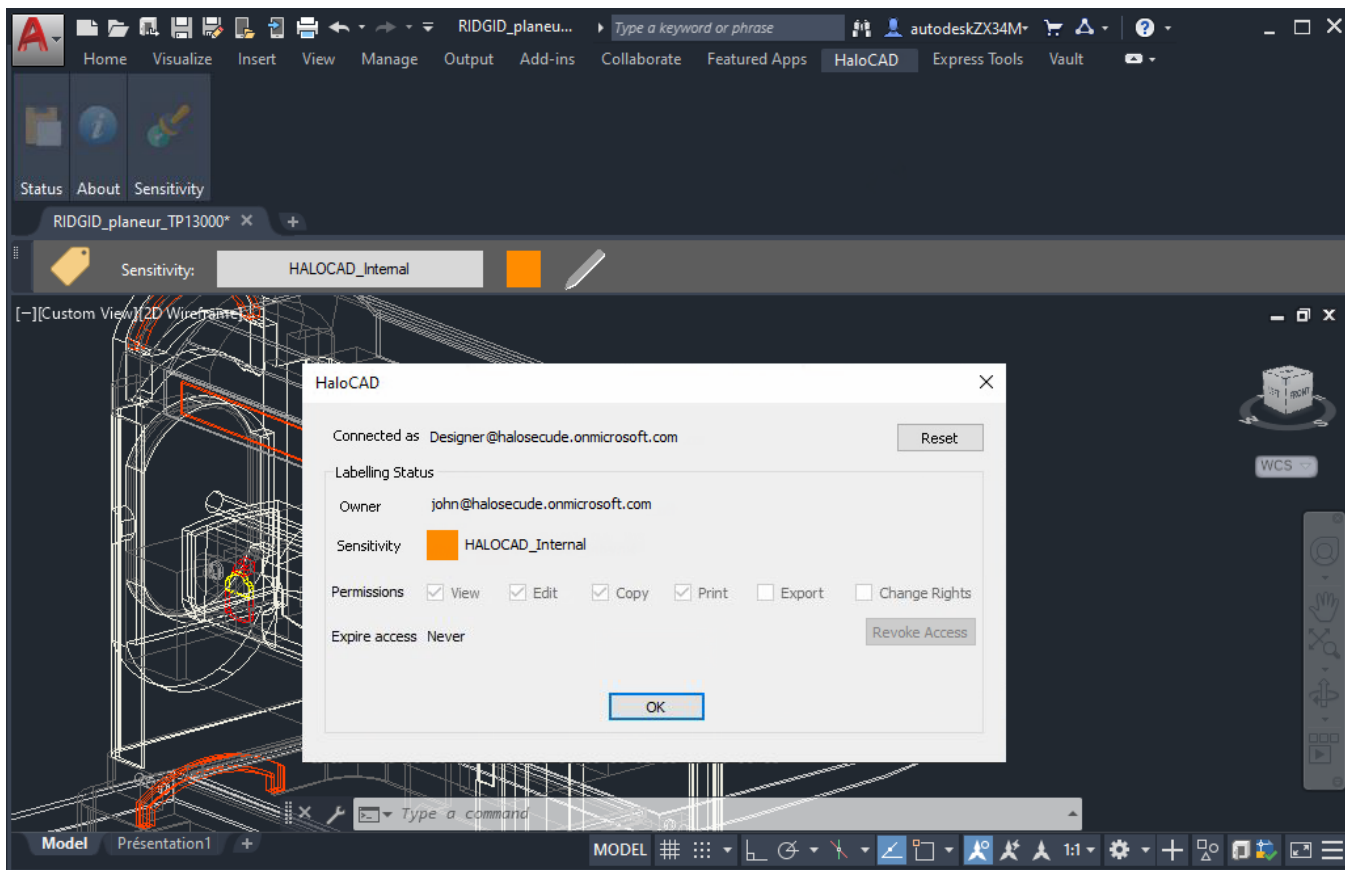 RIDGID_planeu... Type a keyword or phrase autodeskZX34M
Home Visualize Insert View Manage Output Add-ins Collaborate Featured Apps HaloCAD Express Tools Vault
Status About Sensitivity
RIDGID_planeur_TP13000*
Sensitivity: HALOCAD_Internal
[−][Custom View][2D Wireframe]
FRONT
WCS
HaloCAD
Connected as Designer@halosecude.onmicrosoft.com Reset
Labelling Status
Owner john@halosecude.onmicrosoft.com
Sensitivity HALOCAD_Internal
Permissions View Edit Copy Print Export Change Rights
Expire access Never Revoke Access
OK
Type a command
Model Présentation1 + MODEL 1:1